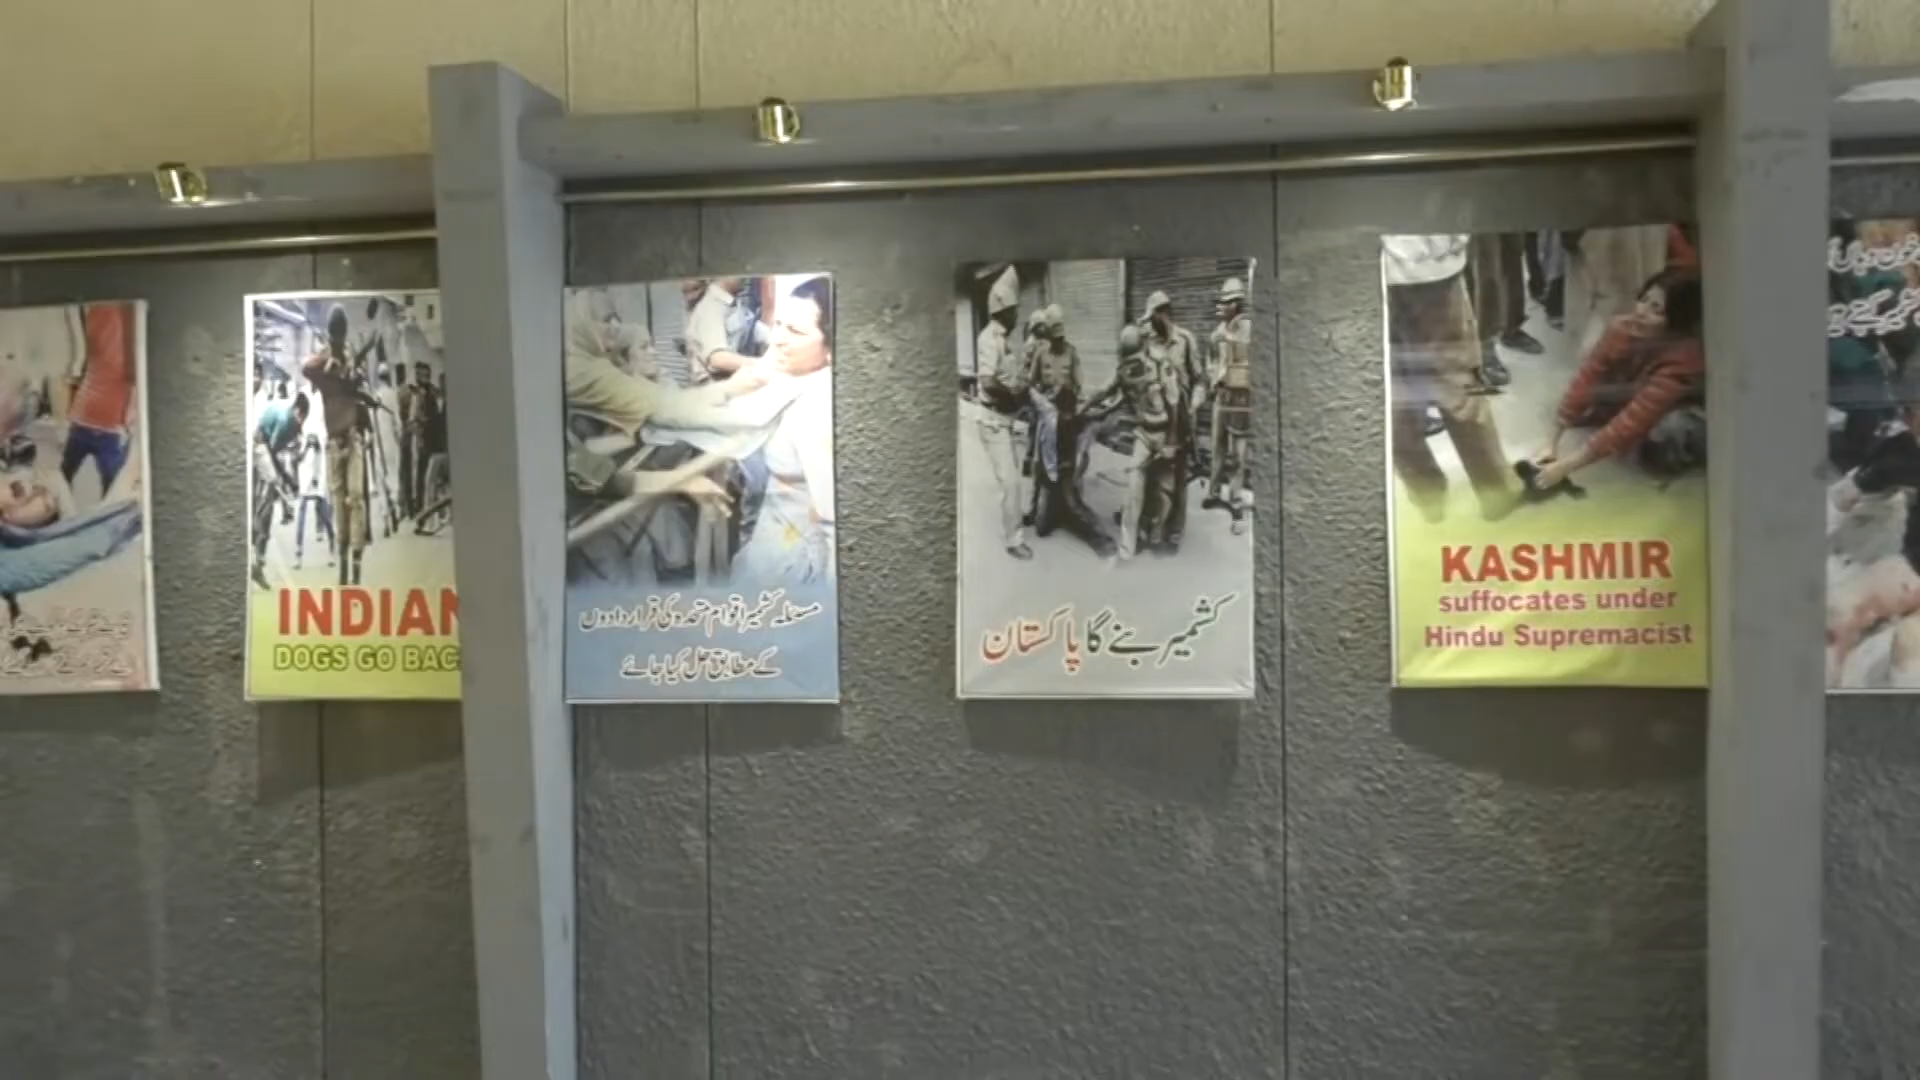 INDIAN
DOGS GO BAC
مسئلہ کشمیر اقوام متحدہ کی قراردادوں
کے مطابق حل کیا جائے
کشمیر بنے گا پاکستان
KASHMIR
suffocates under
Hindu Supremacist